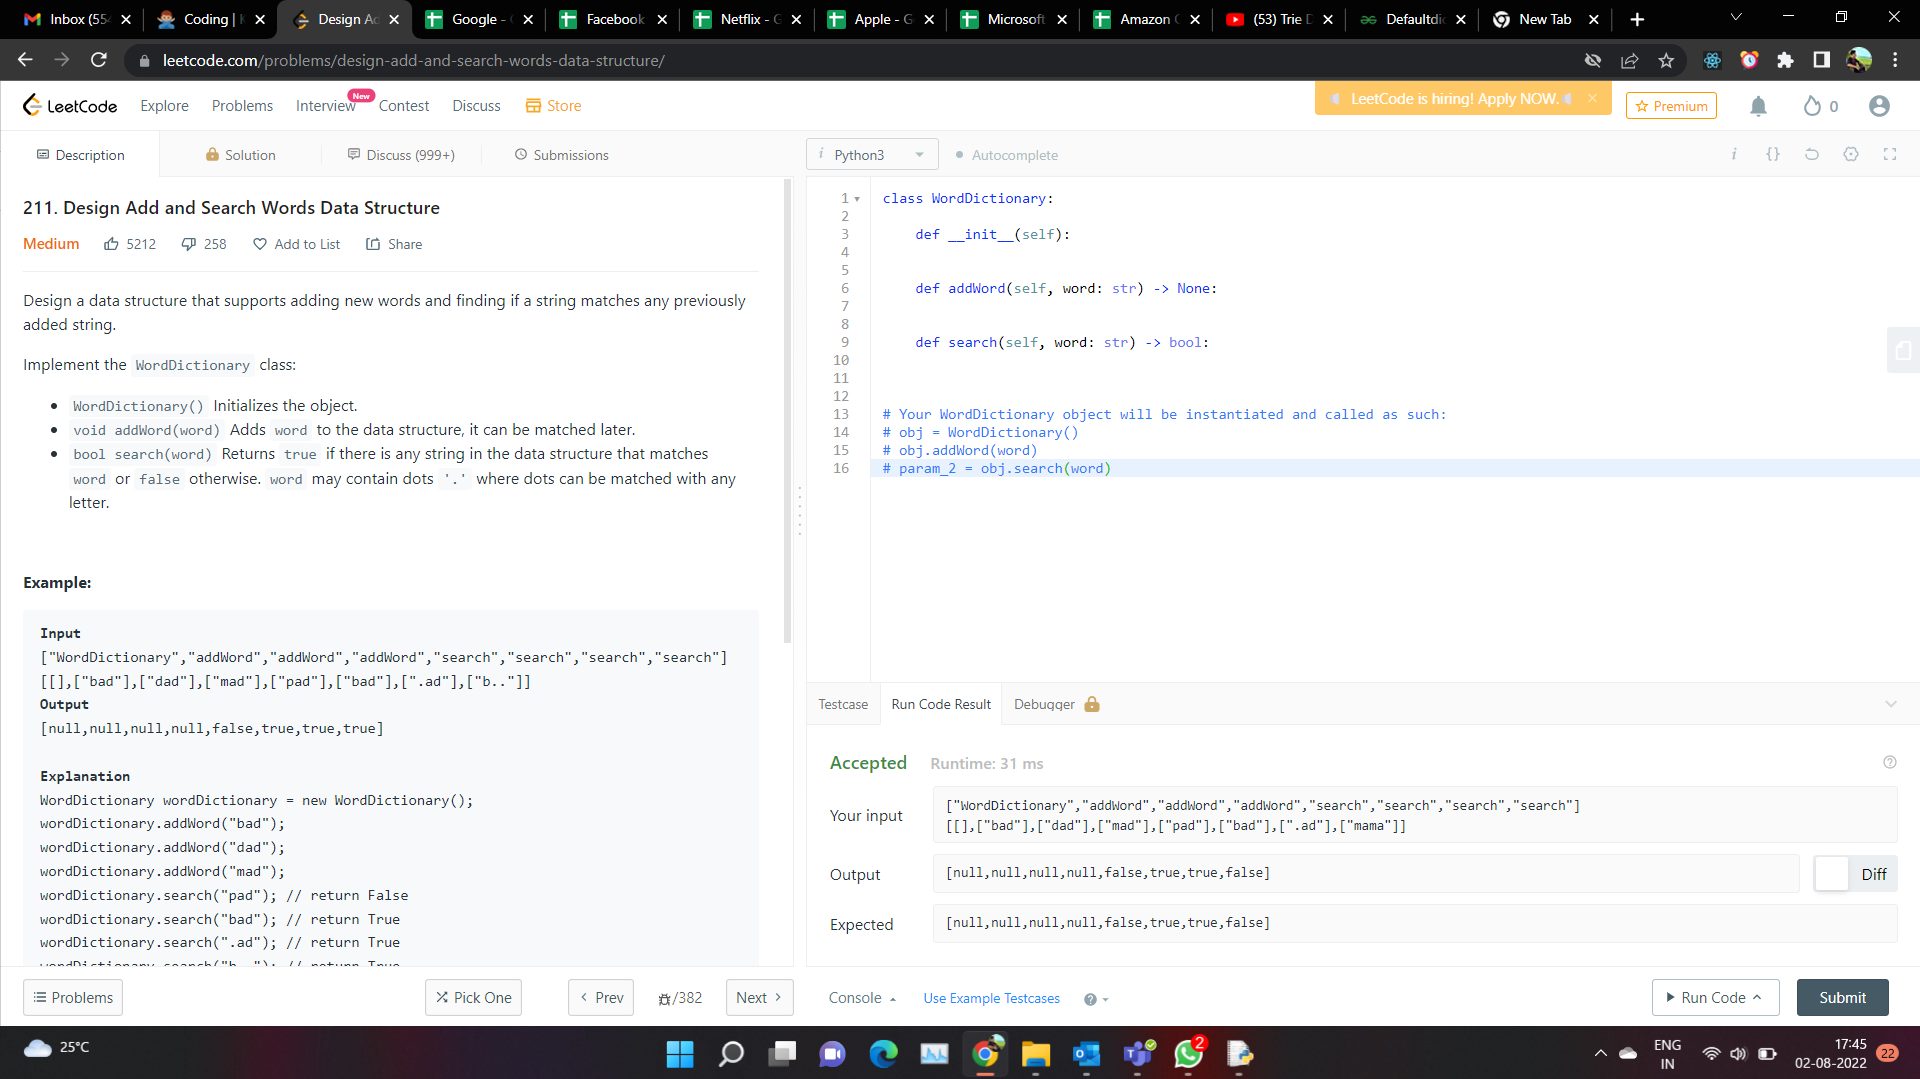 Inbox (554
Coding |
Design Ad
Google - 
Facebook
Netflix - G
Apple - G
Microsoft
Amazon
(53) Trie D
Defaultdi
New Tab
leetcode.com/problems/design-add-and-search-words-data-structure/
LeetCode
Explore
Problems
Interview
New
Contest
Discuss
Store
LeetCode is hiring! Apply NOW.
Premium
0
Description
Solution
Discuss (999+)
Submissions
i Python3
Autocomplete
i {}
211. Design Add and Search Words Data Structure
Medium 5212 258 Add to List Share
Design a data structure that supports adding new words and finding if a string matches any previously
added string.
Implement the WordDictionary class:
• WordDictionary() Initializes the object.
• void addWord(word) Adds word to the data structure, it can be matched later.
• bool search(word) Returns true if there is any string in the data structure that matches
word or false otherwise. word may contain dots '.' where dots can be matched with any
letter.
Example:
Input
["WordDictionary","addWord","addWord","addWord","search","search","search","search"]
[[],["bad"],["dad"],["mad"],["pad"],["bad"],[".ad"],["b.."]]
Output
[null,null,null,null,false,true,true,true]
Explanation
WordDictionary wordDictionary = new WordDictionary();
wordDictionary.addWord("bad");
wordDictionary.addWord("dad");
wordDictionary.addWord("mad");
wordDictionary.search("pad"); // return False
wordDictionary.search("bad"); // return True
wordDictionary.search(".ad"); // return True
wordDictionary.search("b.."); // return True
1 class WordDictionary:
2
3 def __init__(self):
4
5
6 def addWord(self, word: str) -> None:
7
8
9 def search(self, word: str) -> bool:
10
11
12
13 # Your WordDictionary object will be instantiated and called as such:
14 # obj = WordDictionary()
15 # obj.addWord(word)
16 # param_2 = obj.search(word)
Testcase
Run Code Result
Debugger
Accepted Runtime: 31 ms
Your input
["WordDictionary","addWord","addWord","addWord","search","search","search","search"]
[[],["bad"],["dad"],["mad"],["pad"],["bad"],[".ad"],["mama"]]
Output
[null,null,null,null,false,true,true,false]
Diff
Expected
[null,null,null,null,false,true,true,false]
Problems
Pick One
Prev
/382
Next
Console
Use Example Testcases
Run Code
Submit
25°C
2
ENG
IN
17:45
02-08-2022
22